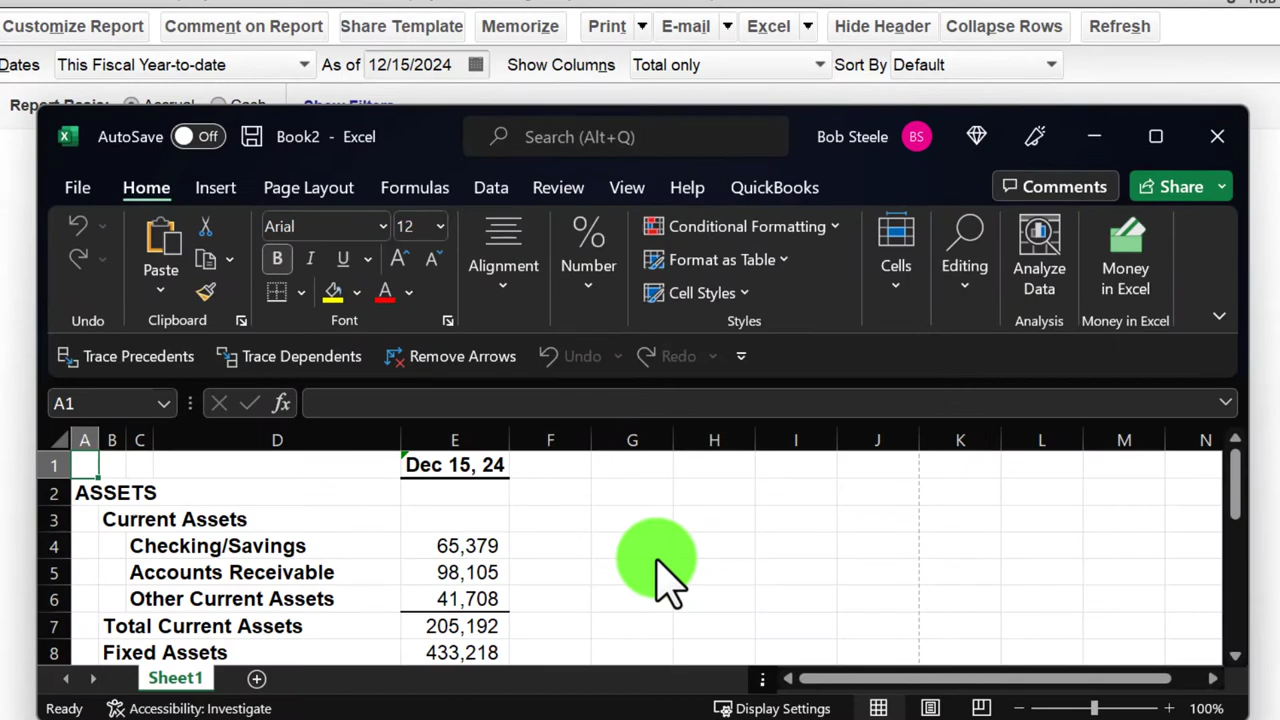 Customize Report Comment on Report Share Template Memorize Print E-mail Excel Hide Header Collapse Rows Refresh
Dates This Fiscal Year-to-date As of 12/15/2024 Show Columns Total only Sort By Default
AutoSave Off Book2 - Excel Search (Alt+Q) Bob Steele BS
File Home Insert Page Layout Formulas Data Review View Help QuickBooks Comments Share
Paste Arial 12 B I U A A A Alignment % Number Conditional Formatting Format as Table Cell Styles Cells Editing Analyze Data Money in Excel
Undo Clipboard Font Styles Analysis Money in Excel
Trace Precedents Trace Dependents Remove Arrows Undo Redo
A1 fx
A B C D E F G H I J K L M N
1 Dec 15, 24
2 ASSETS
3 Current Assets
4 Checking/Savings 65,379
5 Accounts Receivable 98,105
6 Other Current Assets 41,708
7 Total Current Assets 205,192
8 Fixed Assets 433,218
Sheet1
Ready Accessibility: Investigate Display Settings 100%